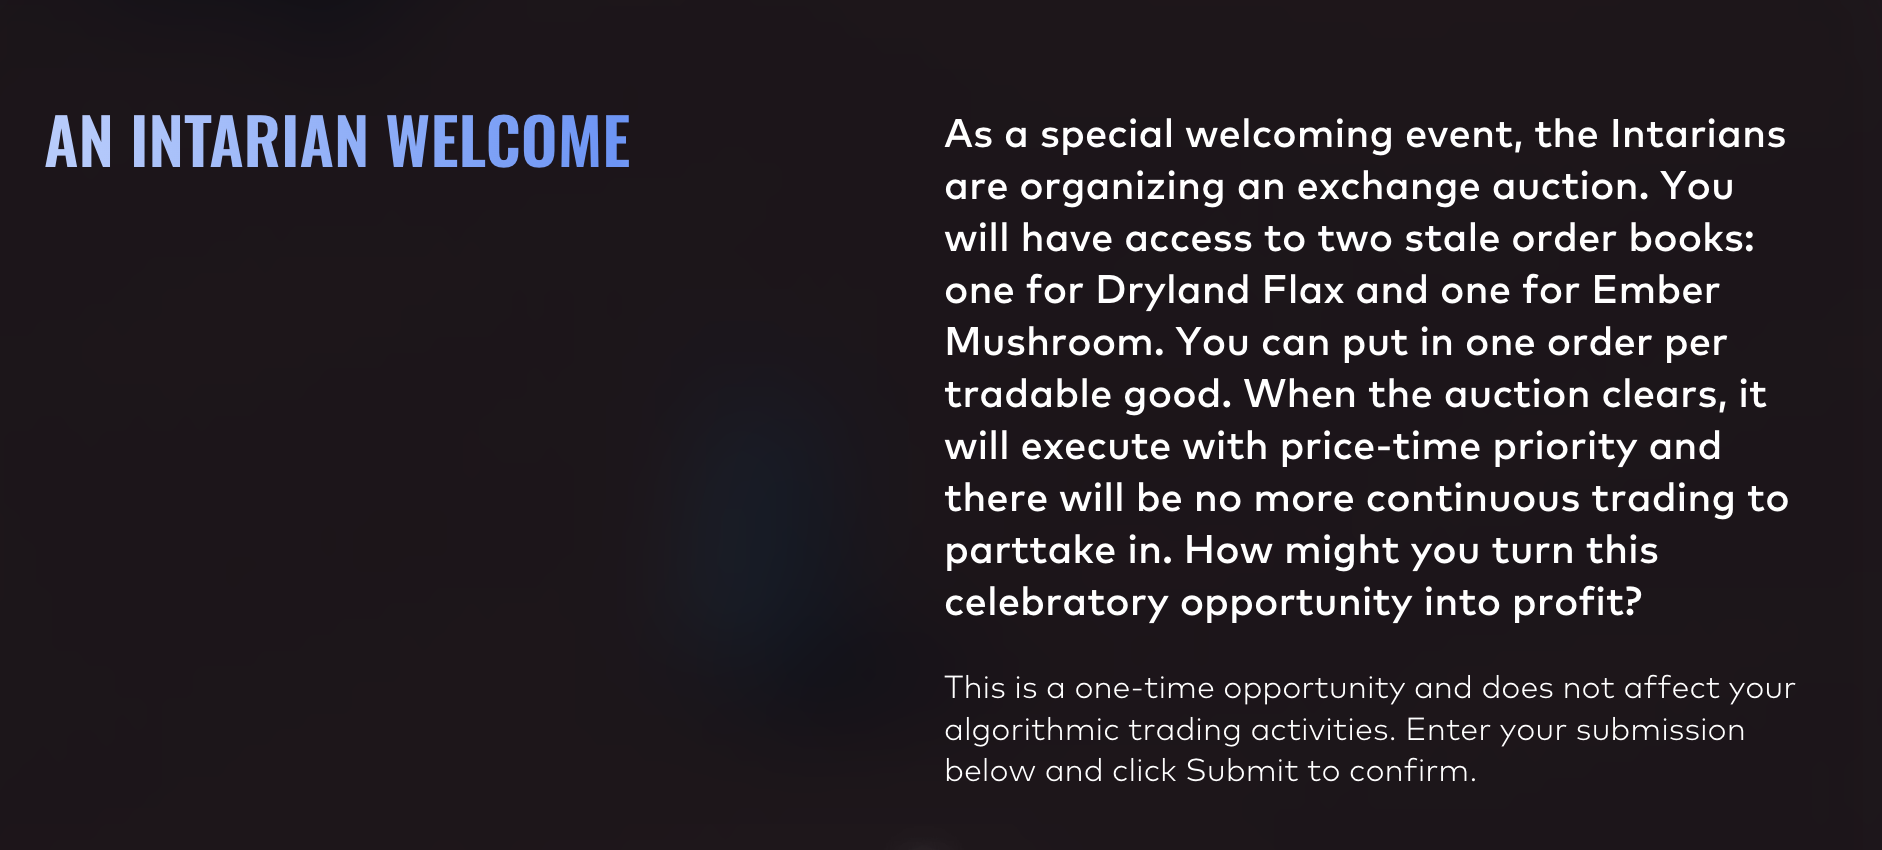 AN INTARIAN WELCOME
As a special welcoming event, the Intarians
are organizing an exchange auction. You
will have access to two stale order books:
one for Dryland Flax and one for Ember
Mushroom. You can put in one order per
tradable good. When the auction clears, it
will execute with price-time priority and
there will be no more continuous trading to
parttake in. How might you turn this
celebratory opportunity into profit?
This is a one-time opportunity and does not affect your
algorithmic trading activities. Enter your submission
below and click Submit to confirm.